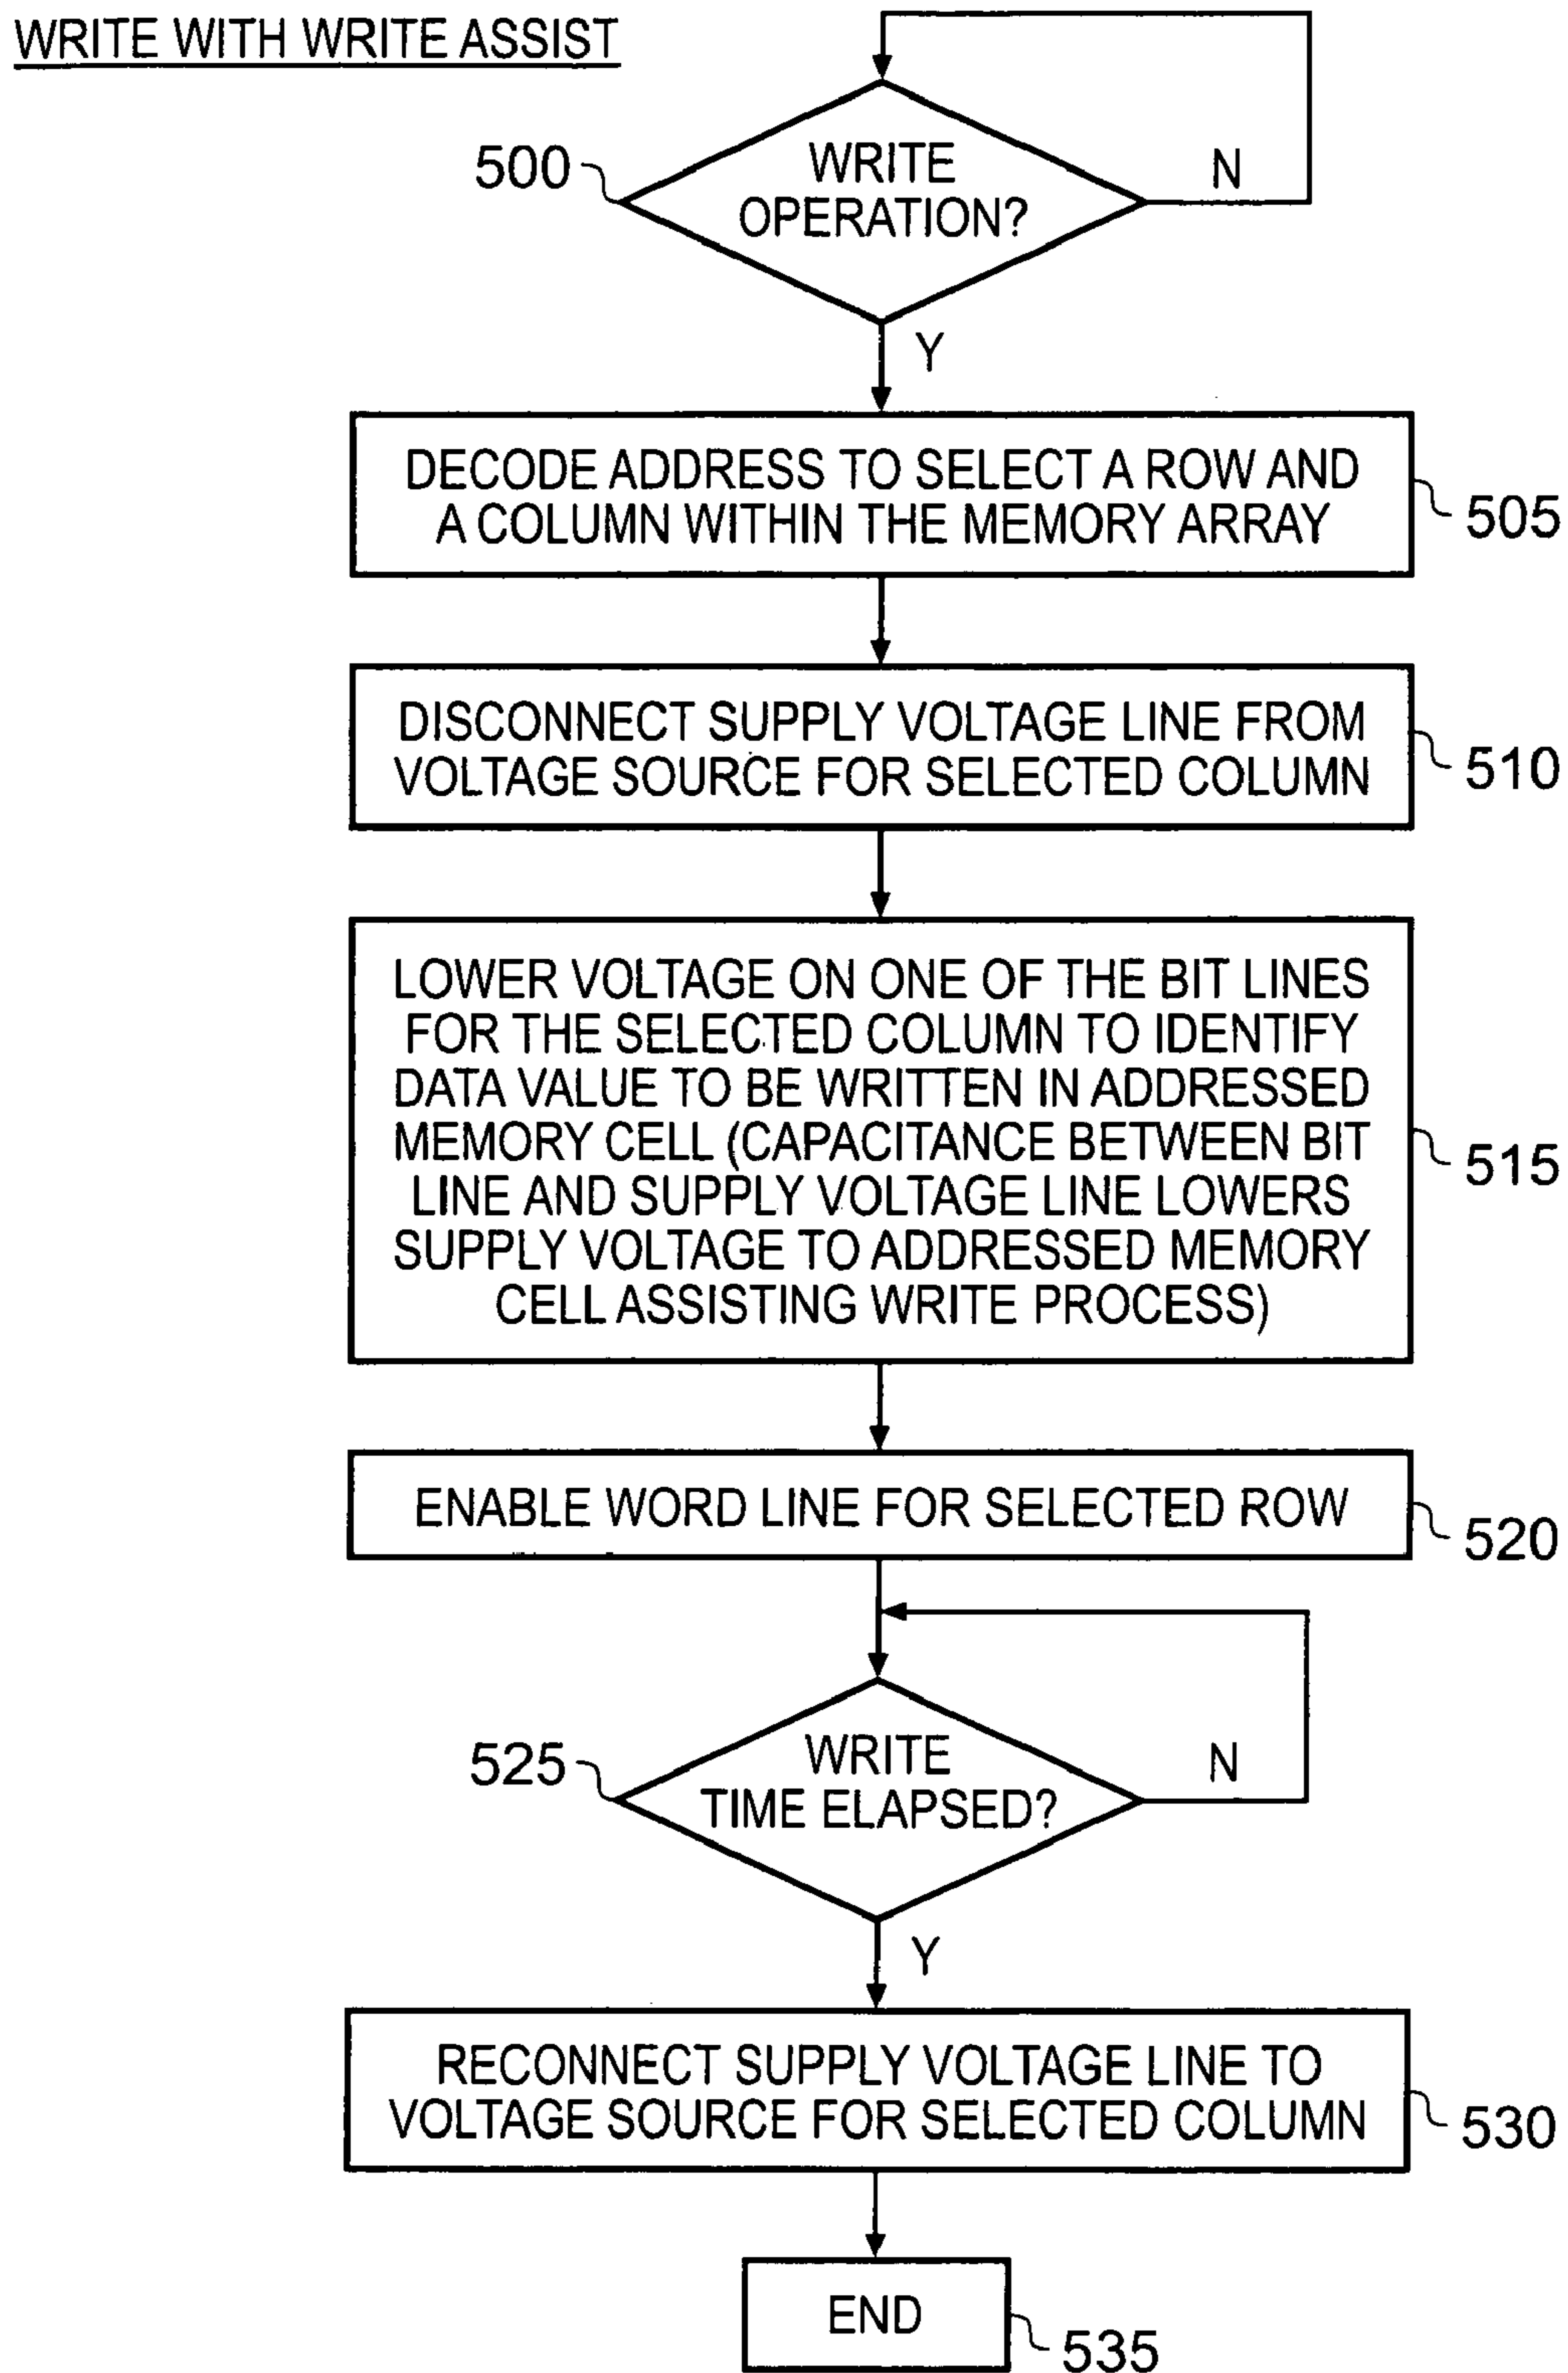 WRITE WITH WRITE ASSIST
WRITE
OPERATION?
500
N
Y
DECODE ADDRESS TO SELECT A ROW AND
A COLUMN WITHIN THE MEMORY ARRAY
505
DISCONNECT SUPPLY VOLTAGE LINE FROM
VOLTAGE SOURCE FOR SELECTED COLUMN
510
LOWER VOLTAGE ON ONE OF THE BIT LINES
FOR THE SELECTED COLUMN TO IDENTIFY
DATA VALUE TO BE WRITTEN IN ADDRESSED
MEMORY CELL (CAPACITANCE BETWEEN BIT
LINE AND SUPPLY VOLTAGE LINE LOWERS
SUPPLY VOLTAGE TO ADDRESSED MEMORY
CELL ASSISTING WRITE PROCESS)
515
ENABLE WORD LINE FOR SELECTED ROW
520
WRITE
TIME ELAPSED?
525
N
Y
RECONNECT SUPPLY VOLTAGE LINE TO
VOLTAGE SOURCE FOR SELECTED COLUMN
530
END
535